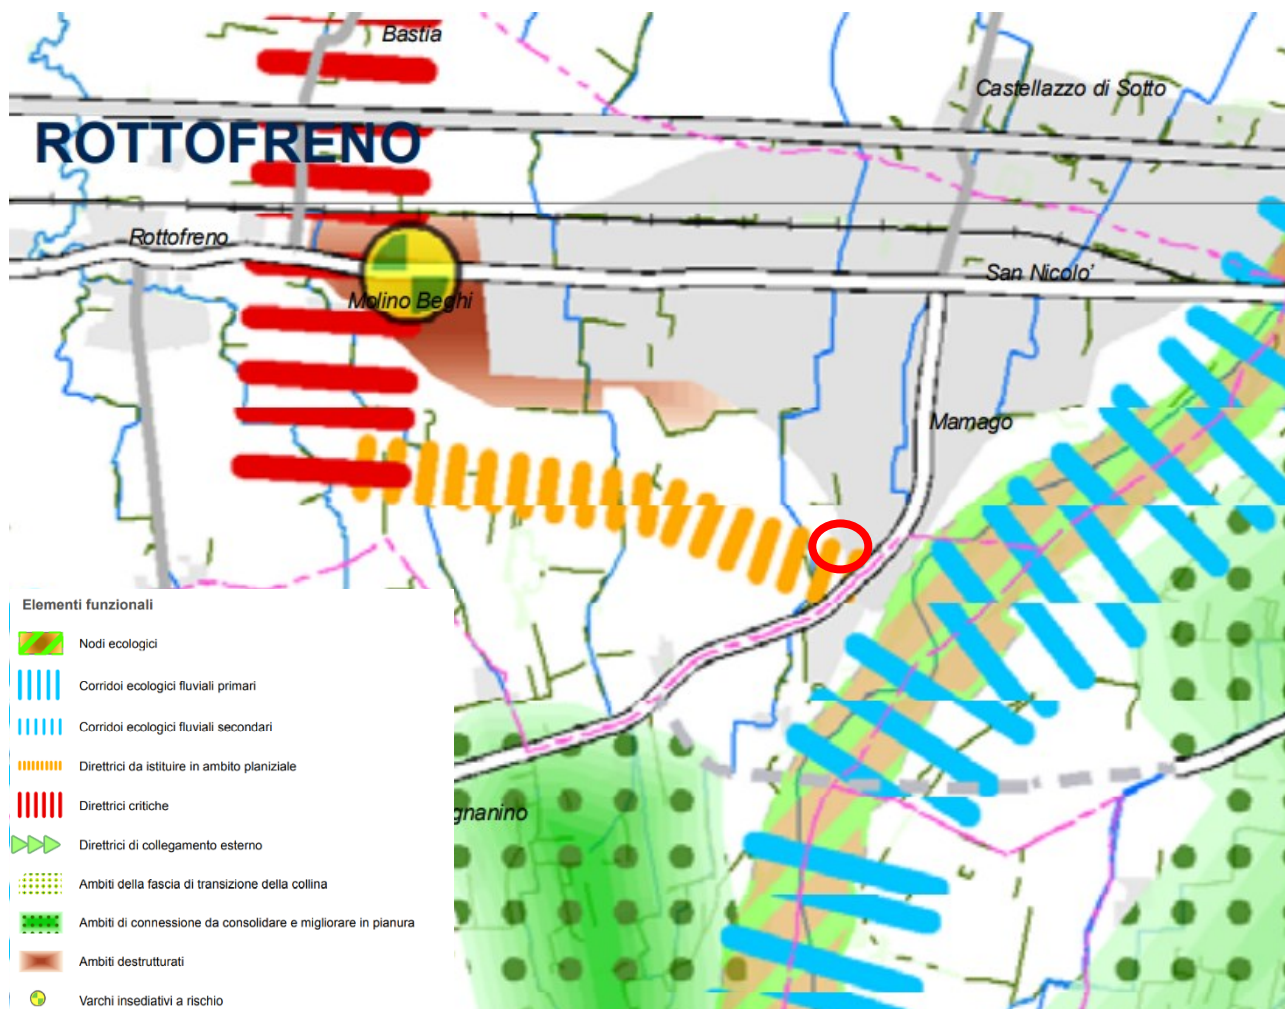 Bastia
Castellazzo di Sotto
ROTTOFRENO
Rottofreno
San Nicolo'
Molino Beghi
Mamago
gnanino
Elementi funzionali
Nodi ecologici
Corridoi ecologici fluviali primari
Corridoi ecologici fluviali secondari
Direttrici da istituire in ambito planiziale
Direttrici critiche
Direttrici di collegamento esterno
Ambiti della fascia di transizione della collina
Ambiti di connessione da consolidare e migliorare in pianura
Ambiti destrutturati
Varchi insediativi a rischio